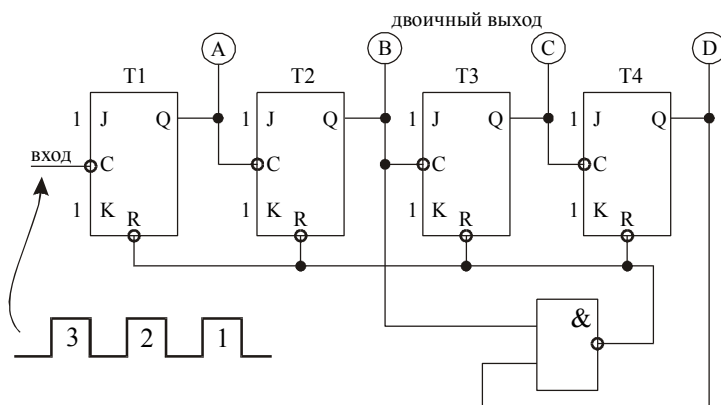 двоичный выход
A B C D
T1 T2 T3 T4
1 J Q 1 J Q 1 J Q 1 J Q
вход
C C C C
1 K 1 K 1 K 1 K
R R R R
&
3 2 1